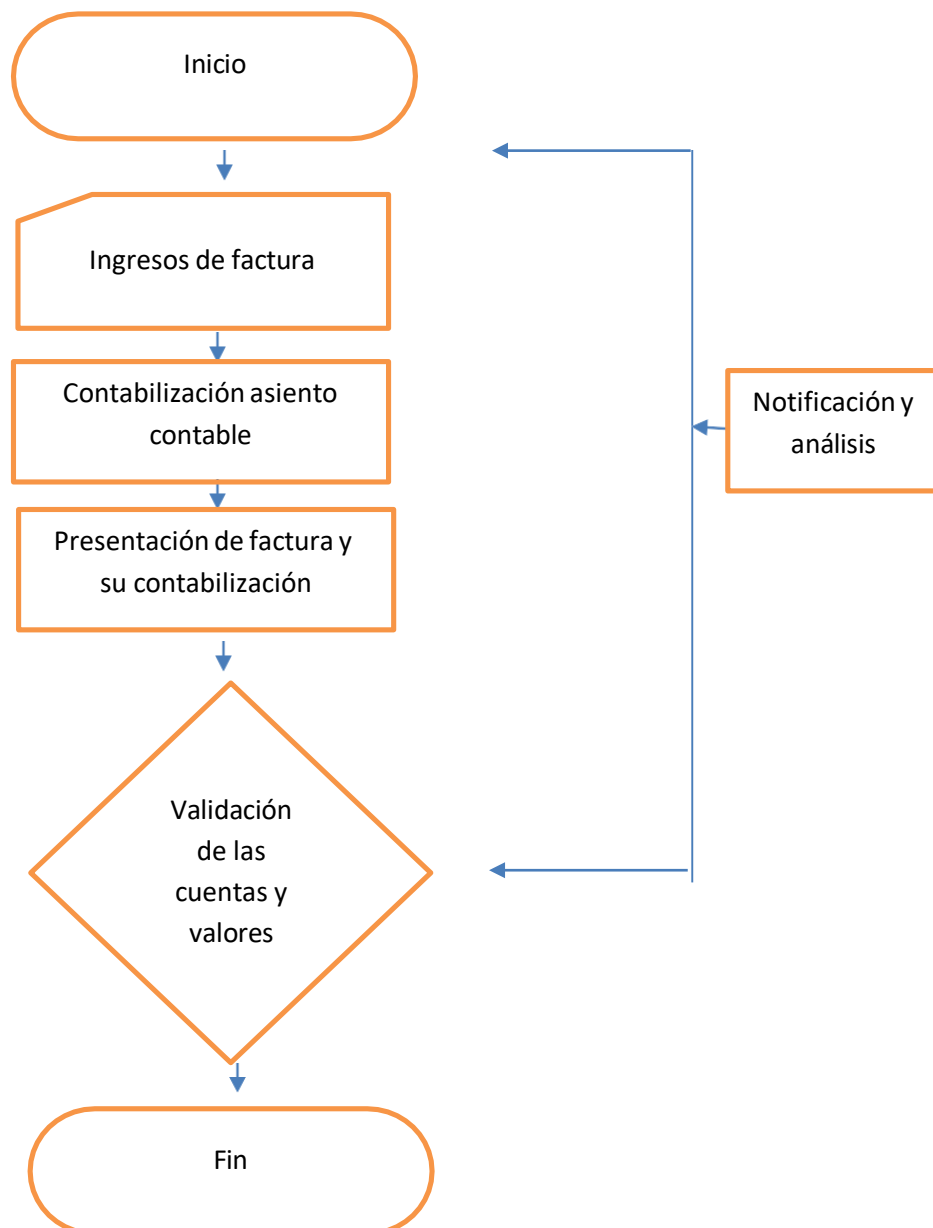 Inicio
Ingresos de factura
Contabilización asiento
contable
Notificación y
análisis
Presentación de factura y
su contabilización
Validación
de las
cuentas y
valores
Fin